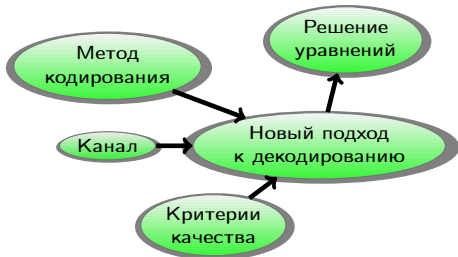 Решение
уравнений
Метод
кодирования
Новый подход
к декодированию
Канал
Критерии
качества